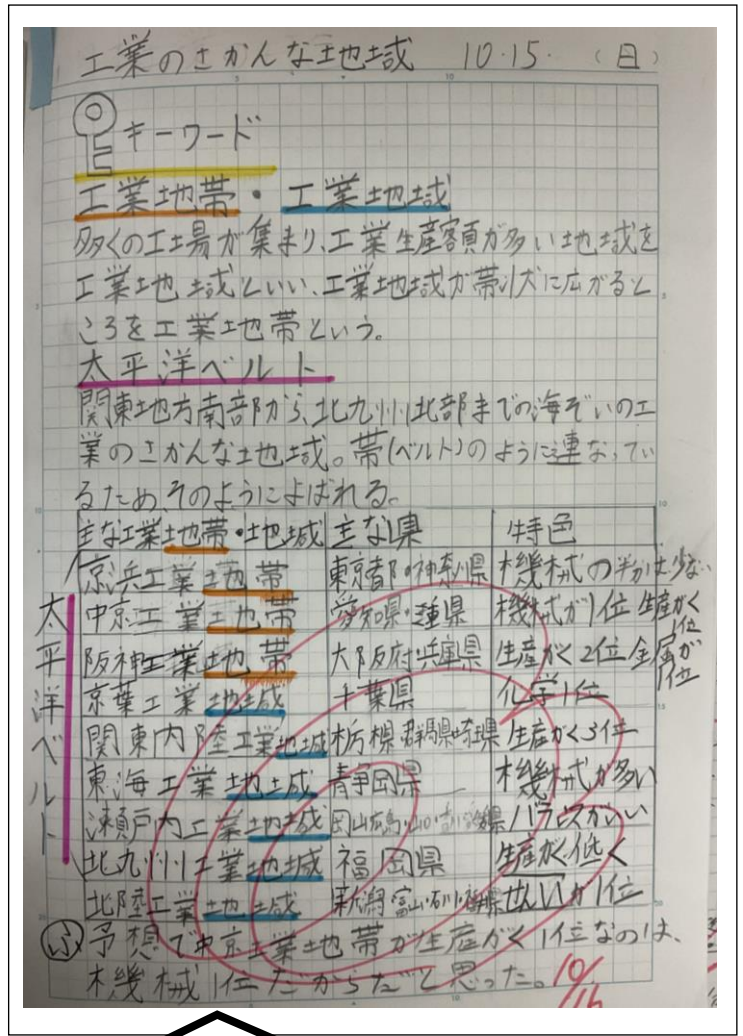 工業のさかんな地域 10.15.（日）
キーワード
工業地帯・工業地域
多くの工場が集まり、工業生産額が多い地域を
工業地域といい、工業地域が帯状に広がると
ころを工業地帯という。
太平洋ベルト
関東地方南部から、北九州北部までの海ぞいの工
業のさかんな地域。帯(ベルト)のように連なってい
るため、そのようによばれる。
主な工業地帯・地域 主な県 特色
太平洋ベルト
京浜工業地帯 東京都・神奈川県 機械の半分は少ない
中京工業地帯 愛知県・三重県 機械が1位 生産がく1位
阪神工業地帯 大阪府・兵庫県 生産がく2位 金属が1位
京葉工業地域 千葉県 化学1位
関東内陸工業地域 栃木県 群馬県 埼玉県 生産がく3位
東海工業地域 静岡県 機械が多い
瀬戸内工業地域 岡山・広島・山口・香川・愛媛県 バランスがいい
北九州工業地域 福岡県 生産がく低く
北陸工業地域 新潟・富山・石川・福井県 せんいが1位
ふ 予想で中京工業地帯が生産がく1位なのは、
機械1位だからだと思った。
10/16